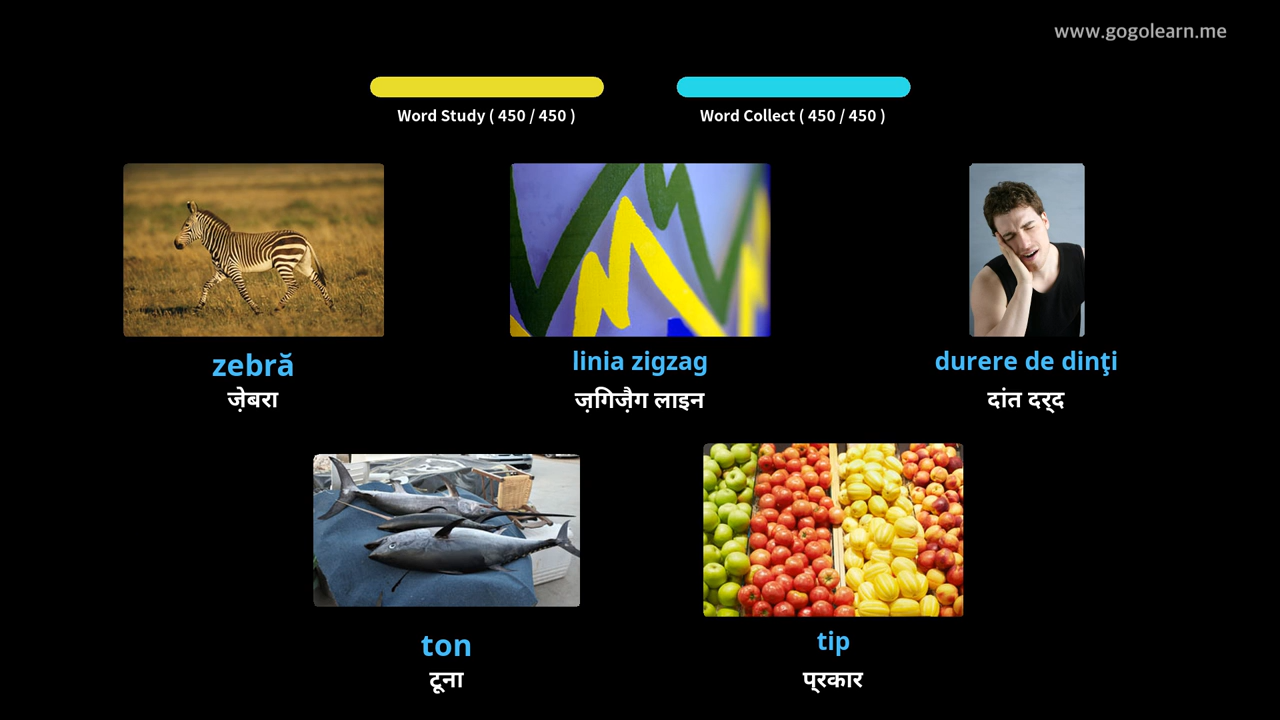 www.gogolearn.me
Word Study ( 450 / 450 )
Word Collect ( 450 / 450 )
zebră
ज़ेबरा
linia zigzag
ज़गिज़ैग लाइन
durere de dinţi
दांत दर्द
ton
टूना
tip
प्रकार